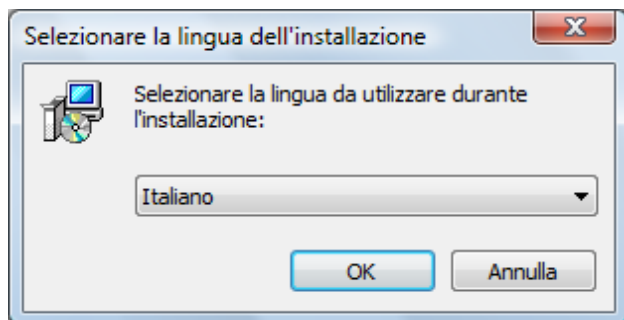 Selezionare la lingua dell'installazione
Selezionare la lingua da utilizzare durante
l'installazione:
Italiano
OK
Annulla